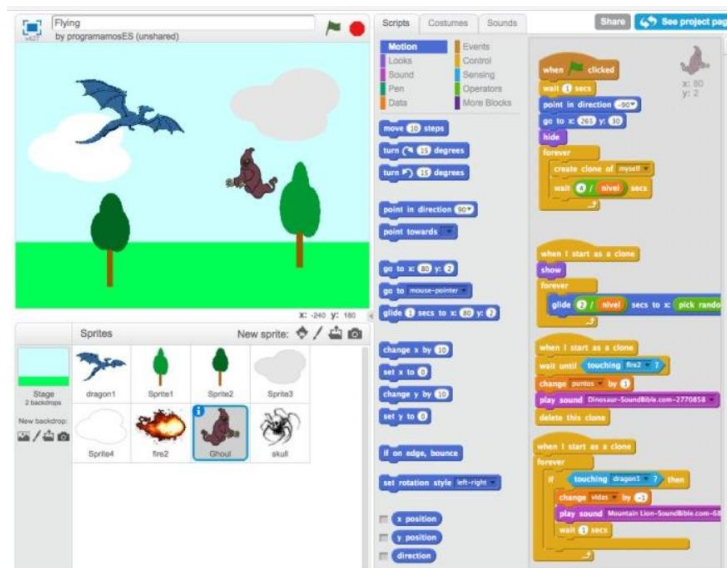 Flying
by programamosES (unshared)
Scripts Costumes Sounds
Share See project pag
Motion Events
Looks Control
Sound Sensing
Pen Operators
Data More Blocks
move 10 steps
turn 15 degrees
turn 15 degrees
point in direction 90
point towards
go to x: 80 y: 2
go to mouse-pointer
glide 1 secs to x: 80 y: 2
change x by 10
set x to 0
change y by 10
set y to 0
if on edge, bounce
set rotation style left-right
x position
y position
direction
x: 80
y: 2
when clicked
wait 1 secs
point in direction -90
go to x: 265 y: 30
hide
forever
create clone of myself
wait 4 / nivel secs
when I start as a clone
show
forever
glide 2 / nivel secs to x: pick rando
when I start as a clone
wait until touching fire2 ?
change puntos by 1
play sound Dinosaur-SoundBible.com-2770858
delete this clone
when I start as a clone
forever
if touching dragon1 ? then
change vidas by -1
play sound Mountain Lion-SoundBible.com-68
wait 1 secs
x: -240 y: 180
Sprites New sprite:
Stage
2 backdrops
New backdrop:
dragon1 Sprite1 Sprite2 Sprite3
Sprite4 fire2 Ghoul skull